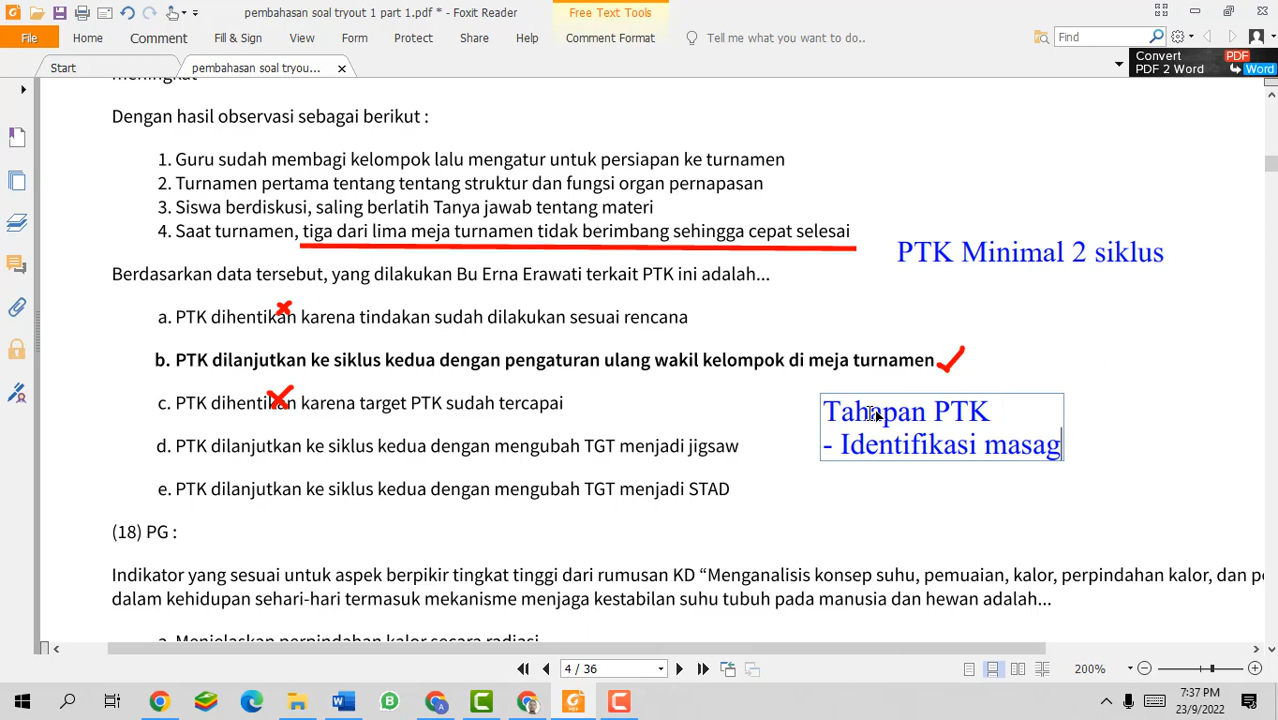 pembahasan soal tryout 1 part 1.pdf * - Foxit Reader
Free Text Tools
File
Home
Comment
Fill & Sign
View
Form
Protect
Share
Help
Comment Format
Tell me what you want to do..
Find
Start
pembahasan soal tryou...
Convert PDF
PDF 2 Word Word
meningkat
Dengan hasil observasi sebagai berikut :
1. Guru sudah membagi kelompok lalu mengatur untuk persiapan ke turnamen
2. Turnamen pertama tentang tentang struktur dan fungsi organ pernapasan
3. Siswa berdiskusi, saling berlatih Tanya jawab tentang materi
4. Saat turnamen, tiga dari lima meja turnamen tidak berimbang sehingga cepat selesai
PTK Minimal 2 siklus
Berdasarkan data tersebut, yang dilakukan Bu Erna Erawati terkait PTK ini adalah...
a. PTK dihentikan karena tindakan sudah dilakukan sesuai rencana
b. PTK dilanjutkan ke siklus kedua dengan pengaturan ulang wakil kelompok di meja turnamen
c. PTK dihentikan karena target PTK sudah tercapai
Tahapan PTK
- Identifikasi masag
d. PTK dilanjutkan ke siklus kedua dengan mengubah TGT menjadi jigsaw
e. PTK dilanjutkan ke siklus kedua dengan mengubah TGT menjadi STAD
(18) PG :
Indikator yang sesuai untuk aspek berpikir tingkat tinggi dari rumusan KD “Menganalisis konsep suhu, pemuaian, kalor, perpindahan kalor, dan
dalam kehidupan sehari-hari termasuk mekanisme menjaga kestabilan suhu tubuh pada manusia dan hewan adalah...
a. Menjelaskan perpindahan kalor secara radiasi
4 / 36
200%
7:37 PM
23/9/2022